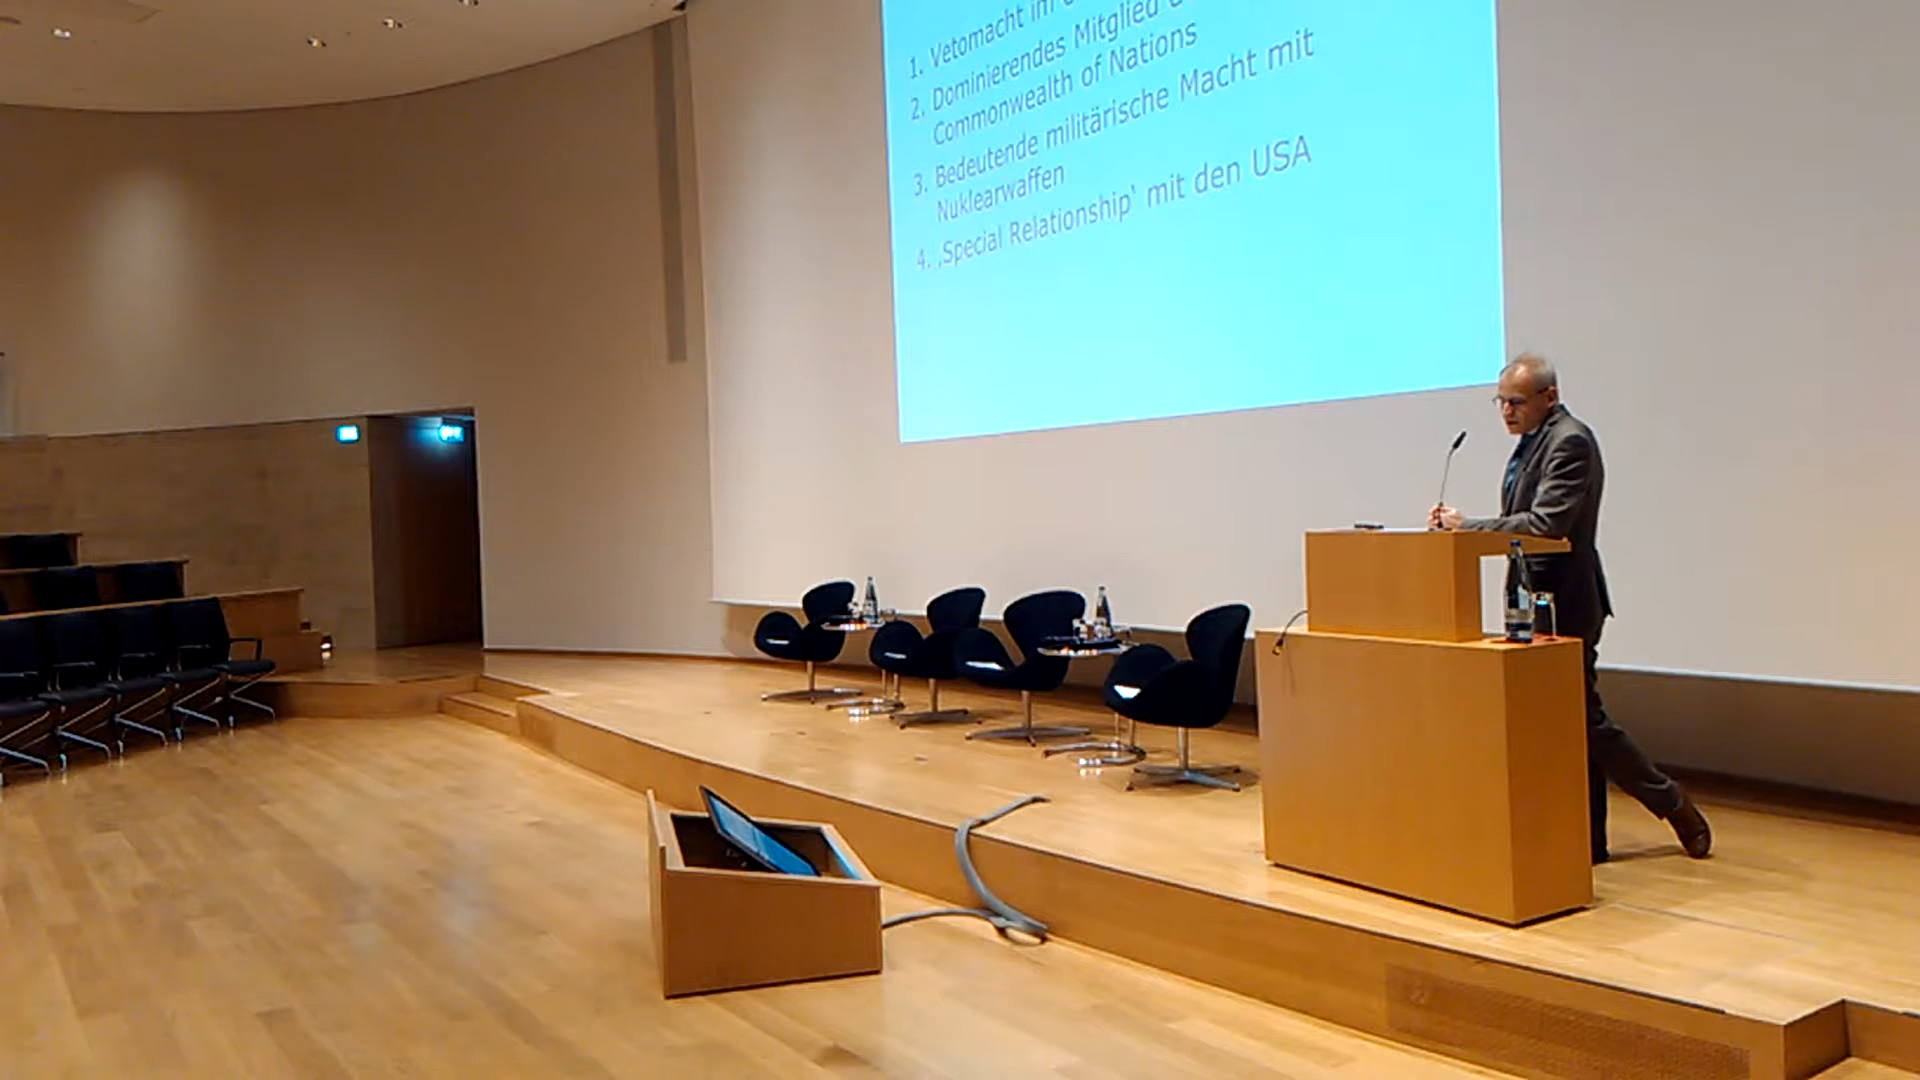 1. Vetomacht im
2. Dominierendes Mitglied
Commonwealth of Nations
3. Bedeutende militärische Macht mit
Nuklearwaffen
4. ‚Special Relationship‘ mit den USA